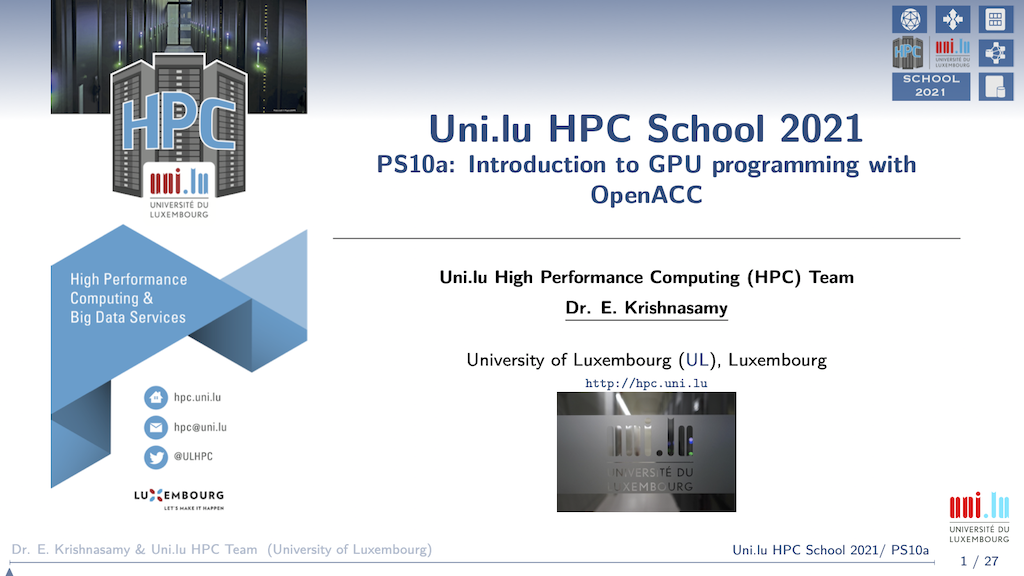 HPC
uni.lu
UNIVERSITÉ DU
LUXEMBOURG
High Performance
Computing &
Big Data Services
hpc.uni.lu
hpc@uni.lu
@ULHPC
LUXEMBOURG
LET'S MAKE IT HAPPEN
HPC
uni.lu
UNIVERSITÉ DU
LUXEMBOURG
SCHOOL
2021
Uni.lu HPC School 2021
PS10a: Introduction to GPU programming with
OpenACC
Uni.lu High Performance Computing (HPC) Team
Dr. E. Krishnasamy
University of Luxembourg (UL), Luxembourg
http://hpc.uni.lu
uni.lu
UNIVERSITÉ DU
LUXEMBOURG
uni.lu
UNIVERSITÉ DU
LUXEMBOURG
Dr. E. Krishnasamy & Uni.lu HPC Team (University of Luxembourg)
Uni.lu HPC School 2021/ PS10a
1 / 27